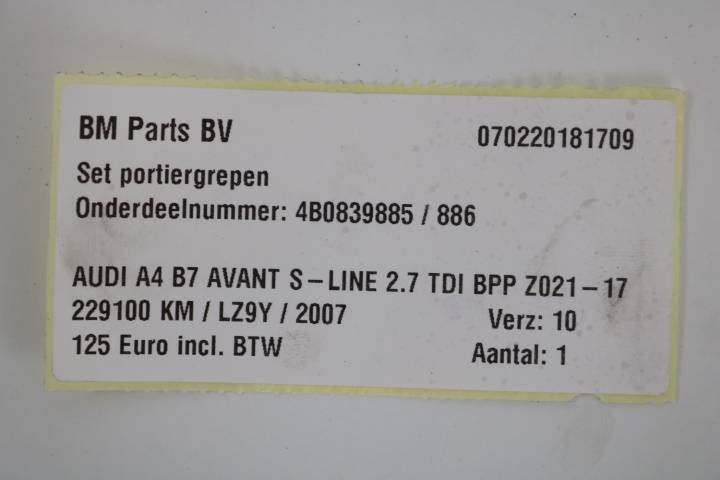 BM Parts BV 070220181709
Set portiergrepen
Onderdeelnummer: 4B0839885 / 886
AUDI A4 B7 AVANT S-LINE 2.7 TDI BPP Z021-17
229100 KM / LZ9Y / 2007 Verz: 10
125 Euro incl. BTW Aantal: 1